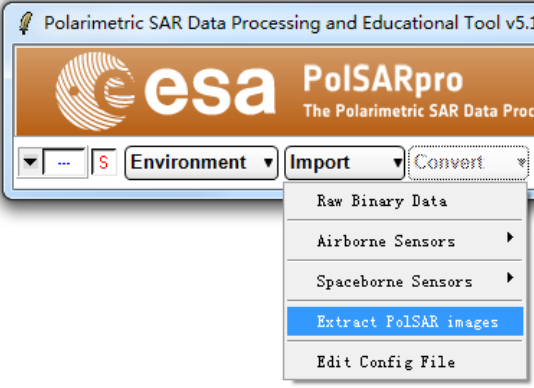 Polarimetric SAR Data Processing and Educational Tool v5.1
esa
PolSARpro
The Polarimetric SAR Data Proc
--- S Environment Import Convert
Raw Binary Data
Airborne Sensors
Spaceborne Sensors
Extract PolSAR images
Edit Config File